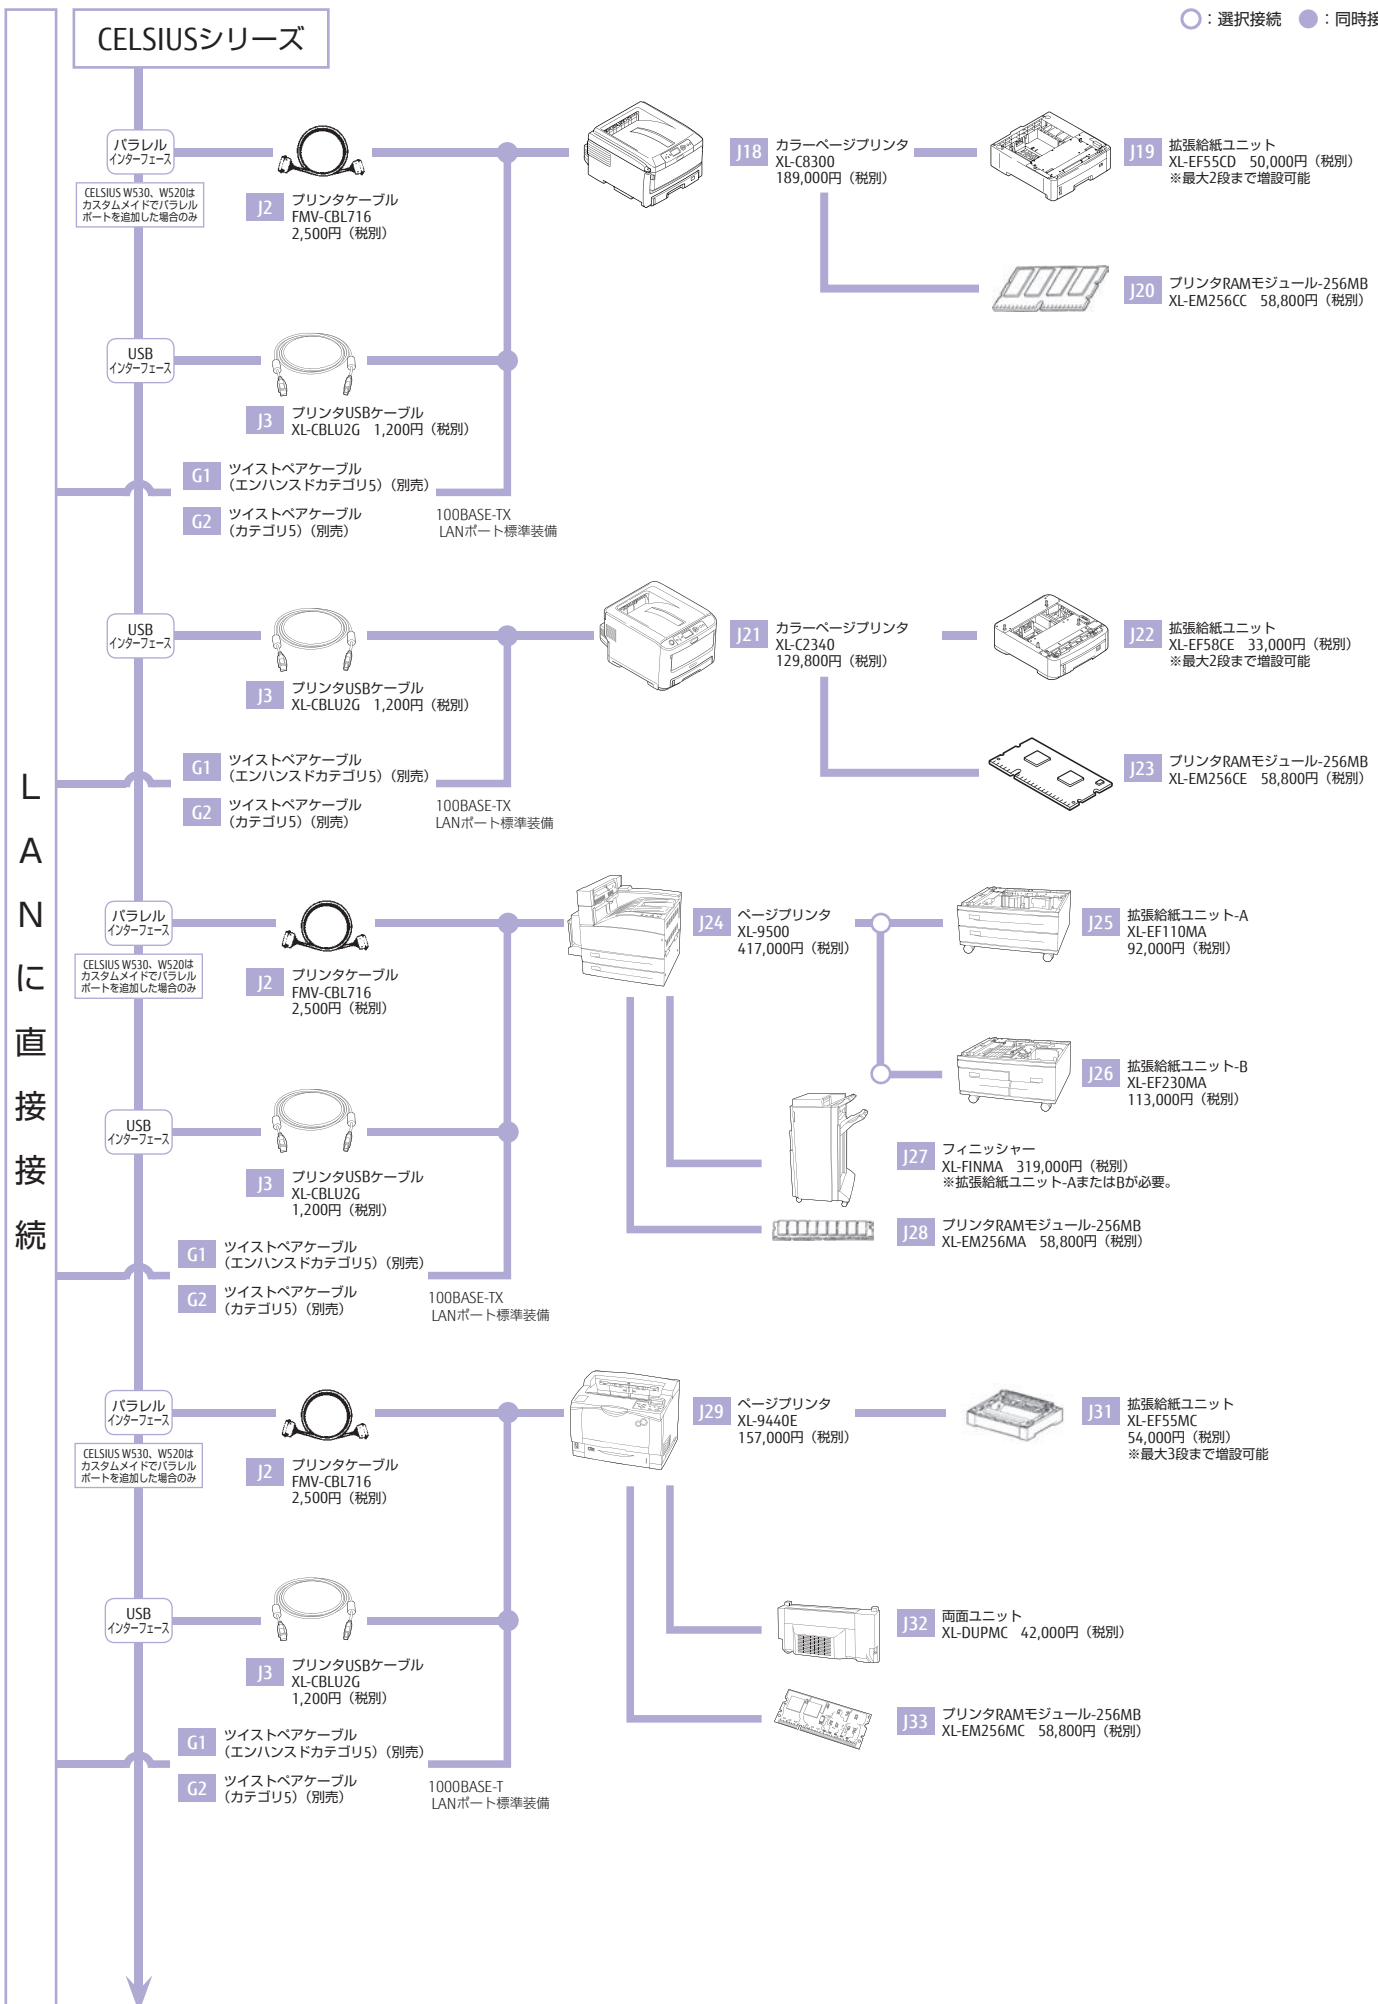 ○：選択接続 ●：同時接
CELSIUSシリーズ
LANに直接接続
パラレル
インターフェース
CELSIUS W530、W520は
カスタムメイドでパラレル
ポートを追加した場合のみ
J2 プリンタケーブル
FMV-CBL716
2,500円（税別）
J18 カラーページプリンタ
XL-C8300
189,000円（税別）
J19 拡張給紙ユニット
XL-EF55CD 50,000円（税別）
※最大2段まで増設可能
J20 プリンタRAMモジュール-256MB
XL-EM256CC 58,800円（税別）
USB
インターフェース
J3 プリンタUSBケーブル
XL-CBLU2G 1,200円（税別）
G1 ツイストペアケーブル
（エンハンスドカテゴリ5）（別売）
G2 ツイストペアケーブル
（カテゴリ5）（別売）
100BASE-TX
LANポート標準装備
USB
インターフェース
J3 プリンタUSBケーブル
XL-CBLU2G 1,200円（税別）
J21 カラーページプリンタ
XL-C2340
129,800円（税別）
J22 拡張給紙ユニット
XL-EF58CE 33,000円（税別）
※最大2段まで増設可能
J23 プリンタRAMモジュール-256MB
XL-EM256CE 58,800円（税別）
G1 ツイストペアケーブル
（エンハンスドカテゴリ5）（別売）
G2 ツイストペアケーブル
（カテゴリ5）（別売）
100BASE-TX
LANポート標準装備
パラレル
インターフェース
CELSIUS W530、W520は
カスタムメイドでパラレル
ポートを追加した場合のみ
J2 プリンタケーブル
FMV-CBL716
2,500円（税別）
J24 ページプリンタ
XL-9500
417,000円（税別）
J25 拡張給紙ユニット-A
XL-EF110MA
92,000円（税別）
J26 拡張給紙ユニット-B
XL-EF230MA
113,000円（税別）
J27 フィニッシャー
XL-FINMA 319,000円（税別）
※拡張給紙ユニット-AまたはBが必要。
J28 プリンタRAMモジュール-256MB
XL-EM256MA 58,800円（税別）
USB
インターフェース
J3 プリンタUSBケーブル
XL-CBLU2G
1,200円（税別）
G1 ツイストペアケーブル
（エンハンスドカテゴリ5）（別売）
G2 ツイストペアケーブル
（カテゴリ5）（別売）
100BASE-TX
LANポート標準装備
パラレル
インターフェース
CELSIUS W530、W520は
カスタムメイドでパラレル
ポートを追加した場合のみ
J2 プリンタケーブル
FMV-CBL716
2,500円（税別）
J29 ページプリンタ
XL-9440E
157,000円（税別）
J31 拡張給紙ユニット
XL-EF55MC
54,000円（税別）
※最大3段まで増設可能
J32 両面ユニット
XL-DUPMC 42,000円（税別）
J33 プリンタRAMモジュール-256MB
XL-EM256MC 58,800円（税別）
USB
インターフェース
J3 プリンタUSBケーブル
XL-CBLU2G
1,200円（税別）
G1 ツイストペアケーブル
（エンハンスドカテゴリ5）（別売）
G2 ツイストペアケーブル
（カテゴリ5）（別売）
1000BASE-T
LANポート標準装備